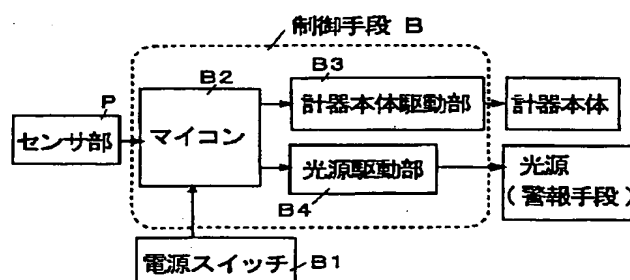 制御手段 B
B2
B3
P
計器本体駆動部
計器本体
センサ部
マイコン
光源駆動部
光源
(警報手段)
B4
電源スイッチ
B1